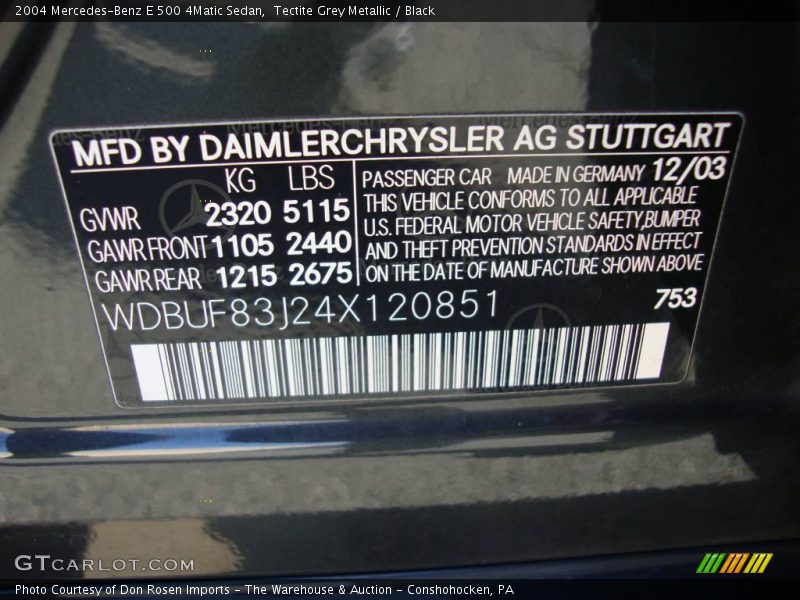 2004 Mercedes-Benz E 500 4Matic Sedan,  Tectite Grey Metallic / Black
MFD BY DAIMLERCHRYSLER AG STUTTGART
KG LBS
GVWR 2320 5115
GAWR FRONT 1105 2440
GAWR REAR 1215 2675
PASSENGER CAR MADE IN GERMANY 12/03
THIS VEHICLE CONFORMS TO ALL APPLICABLE
U.S. FEDERAL MOTOR VEHICLE SAFETY, BUMPER
AND THEFT PREVENTION STANDARDS IN EFFECT
ON THE DATE OF MANUFACTURE SHOWN ABOVE
WDBUF83J24X120851 753
GTCARLOT.COM
Photo Courtesy of Don Rosen Imports - The Warehouse & Auction - Conshohocken, PA